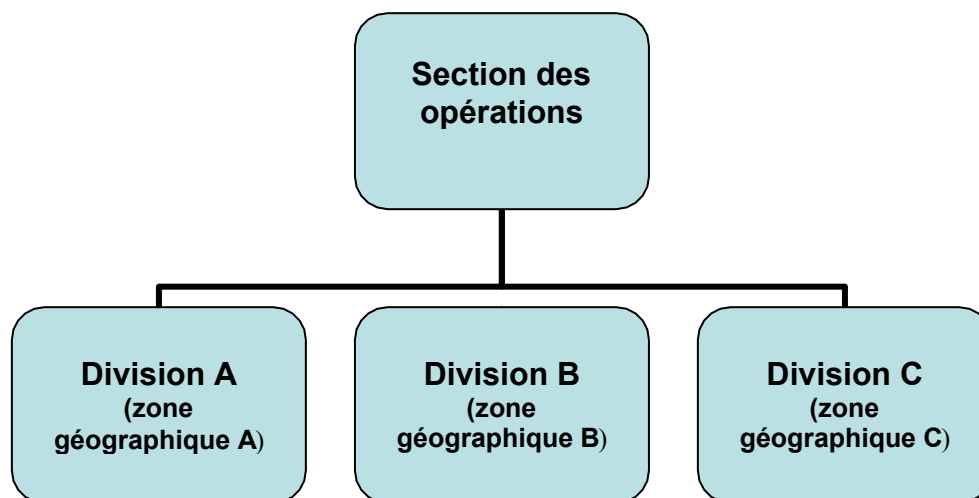 Section des
opérations
Division A
(zone
géographique A)
Division B
(zone
géographique B)
Division C
(zone
géographique C)